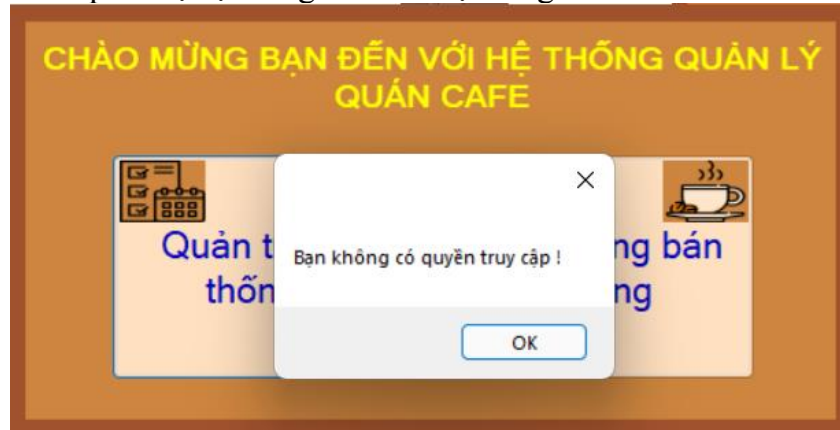 CHÀO MỪNG BẠN ĐẾN VỚI HỆ THỐNG QUẢN LÝ
QUÁN CAFE
Bạn không có quyền truy cập !
Quản t
ng bán
thốn
ng
OK